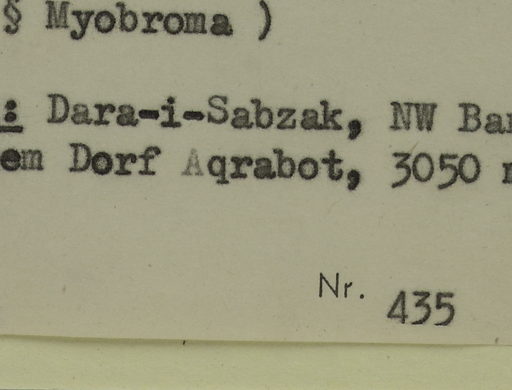 § Myobroma )
: Dara-i-Sabzak, NW Ba
em Dorf Aqrabot, 3050
Nr. 435